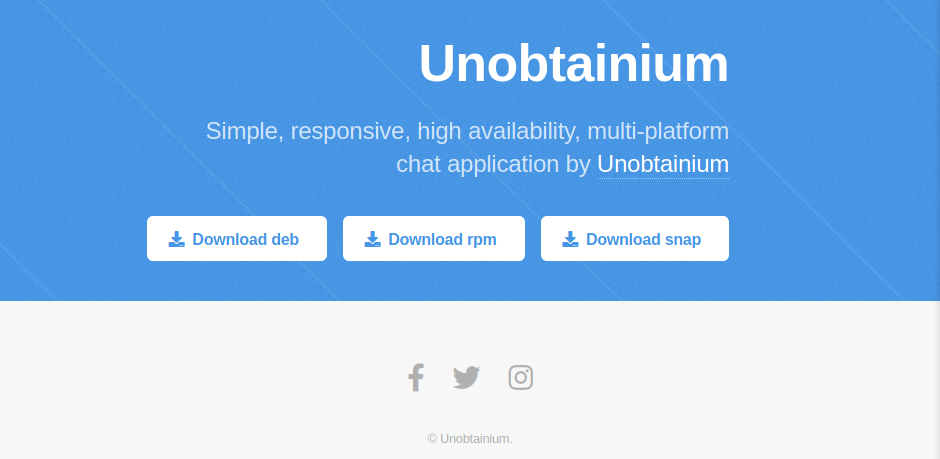 Unobtainium
Simple, responsive, high availability, multi-platform
chat application by Unobtainium
Download deb
Download rpm
Download snap
© Unobtainium.